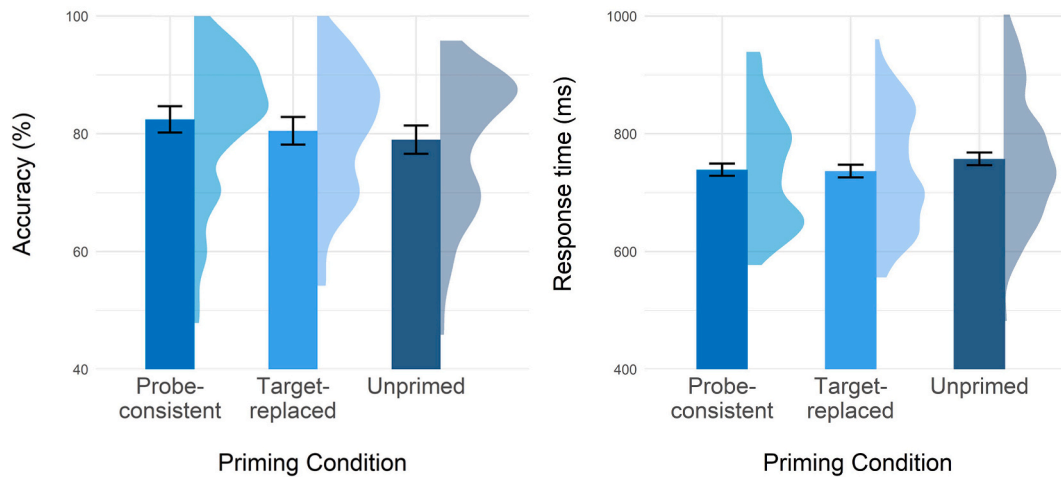 Accuracy (%)
100
80
60
40
Probe-
consistent
Target-
replaced
Unprimed
Priming Condition
Response time (ms)
1000
800
600
400
Probe-
consistent
Target-
replaced
Unprimed
Priming Condition